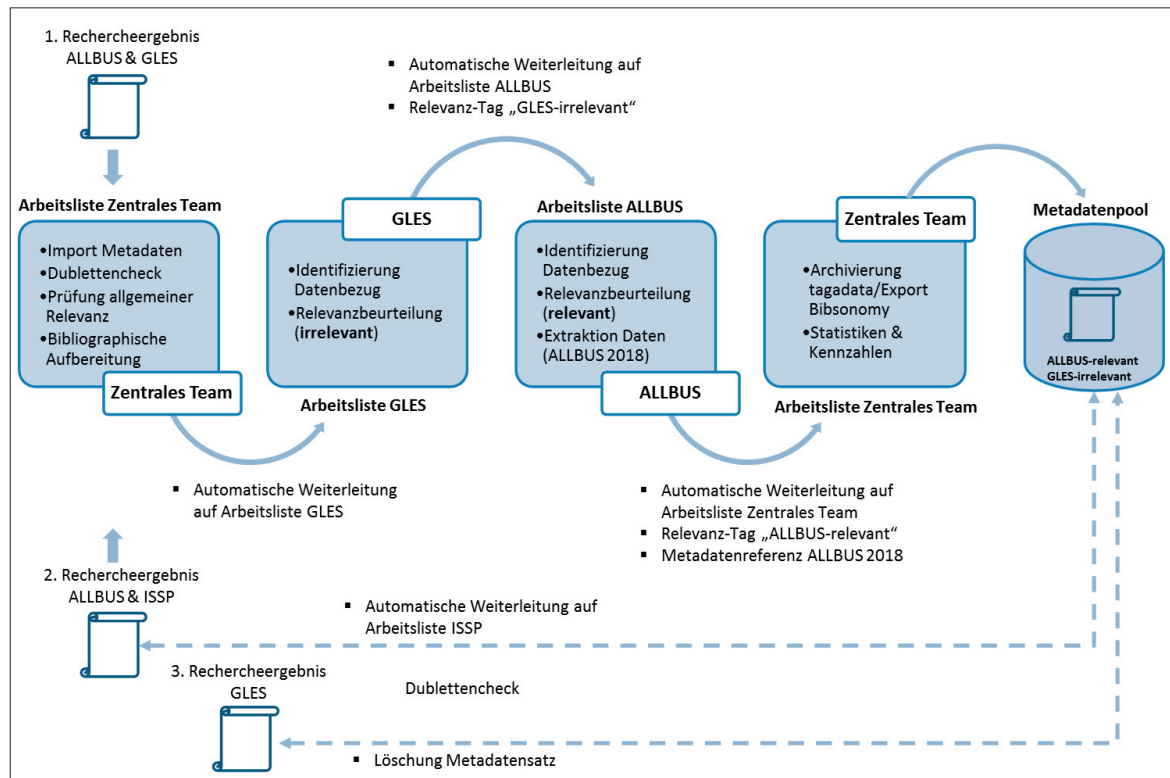 1. Rechercheergebnis
ALLBUS & GLES
▪ Automatische Weiterleitung auf
Arbeitsliste ALLBUS
▪ Relevanz-Tag „GLES-irrelevant“
Arbeitsliste Zentrales Team
•Import Metadaten
•Dublettencheck
•Prüfung allgemeiner
Relevanz
•Bibliographische
Aufbereitung
Zentrales Team
▪ Automatische Weiterleitung
auf Arbeitsliste GLES
GLES
•Identifizierung
Datenbezug
•Relevanzbeurteilung
(irrelevant)
Arbeitsliste GLES
Arbeitsliste ALLBUS
•Identifizierung
Datenbezug
•Relevanzbeurteilung
(relevant)
•Extraktion Daten
(ALLBUS 2018)
ALLBUS
▪ Automatische Weiterleitung auf
Arbeitsliste Zentrales Team
▪ Relevanz-Tag „ALLBUS-relevant“
▪ Metadatenreferenz ALLBUS 2018
Zentrales Team
•Archivierung
tagadata/Export
Bibsonomy
•Statistiken &
Kennzahlen
Arbeitsliste Zentrales Team
Metadatenpool
ALLBUS-relevant
GLES-irrelevant
2. Rechercheergebnis
ALLBUS & ISSP
▪ Automatische Weiterleitung auf
Arbeitsliste ISSP
3. Rechercheergebnis
GLES
Dublettencheck
▪ Löschung Metadatensatz